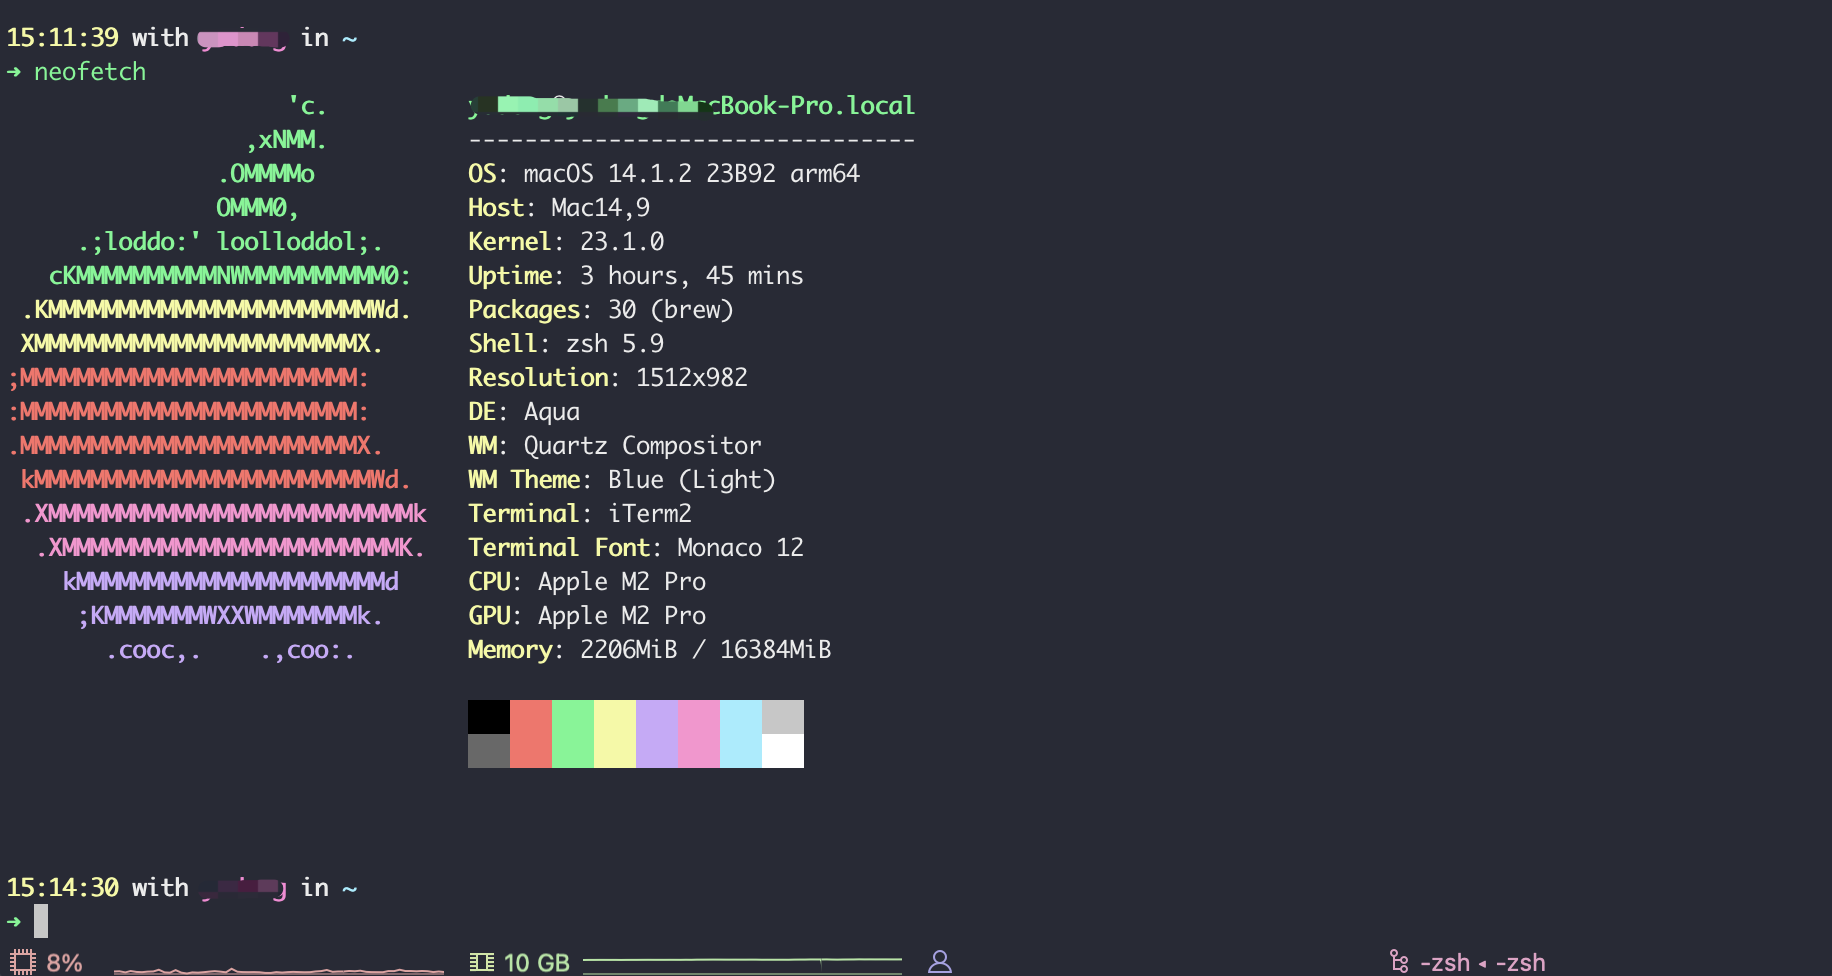 15:11:39 with in ~
➜ neofetch
'c.
,xNMM.
.OMMMMo
OMMM0,
.;loddo:' loolloddol;.
cKMMMMMMMMMMNWMMMMMMMMMM0:
.KMMMMMMMMMMMMMMMMMMMMMMMWd.
XMMMMMMMMMMMMMMMMMMMMMMMX.
;MMMMMMMMMMMMMMMMMMMMMMMM:
:MMMMMMMMMMMMMMMMMMMMMMMM:
.MMMMMMMMMMMMMMMMMMMMMMMMX.
kMMMMMMMMMMMMMMMMMMMMMMMMWd.
.XMMMMMMMMMMMMMMMMMMMMMMMMMMk
.XMMMMMMMMMMMMMMMMMMMMMMMMK.
kMMMMMMMMMMMMMMMMMMMMMMd
;KMMMMMMMWXXWMMMMMMMk.
.cooc,.    .,coo:.
MacBook-Pro.local
--------------------------------
OS: macOS 14.1.2 23B92 arm64
Host: Mac14,9
Kernel: 23.1.0
Uptime: 3 hours, 45 mins
Packages: 30 (brew)
Shell: zsh 5.9
Resolution: 1512x982
DE: Aqua
WM: Quartz Compositor
WM Theme: Blue (Light)
Terminal: iTerm2
Terminal Font: Monaco 12
CPU: Apple M2 Pro
GPU: Apple M2 Pro
Memory: 2206MiB / 16384MiB
15:14:30 with in ~
➜
8% 10 GB -zsh ◂ -zsh